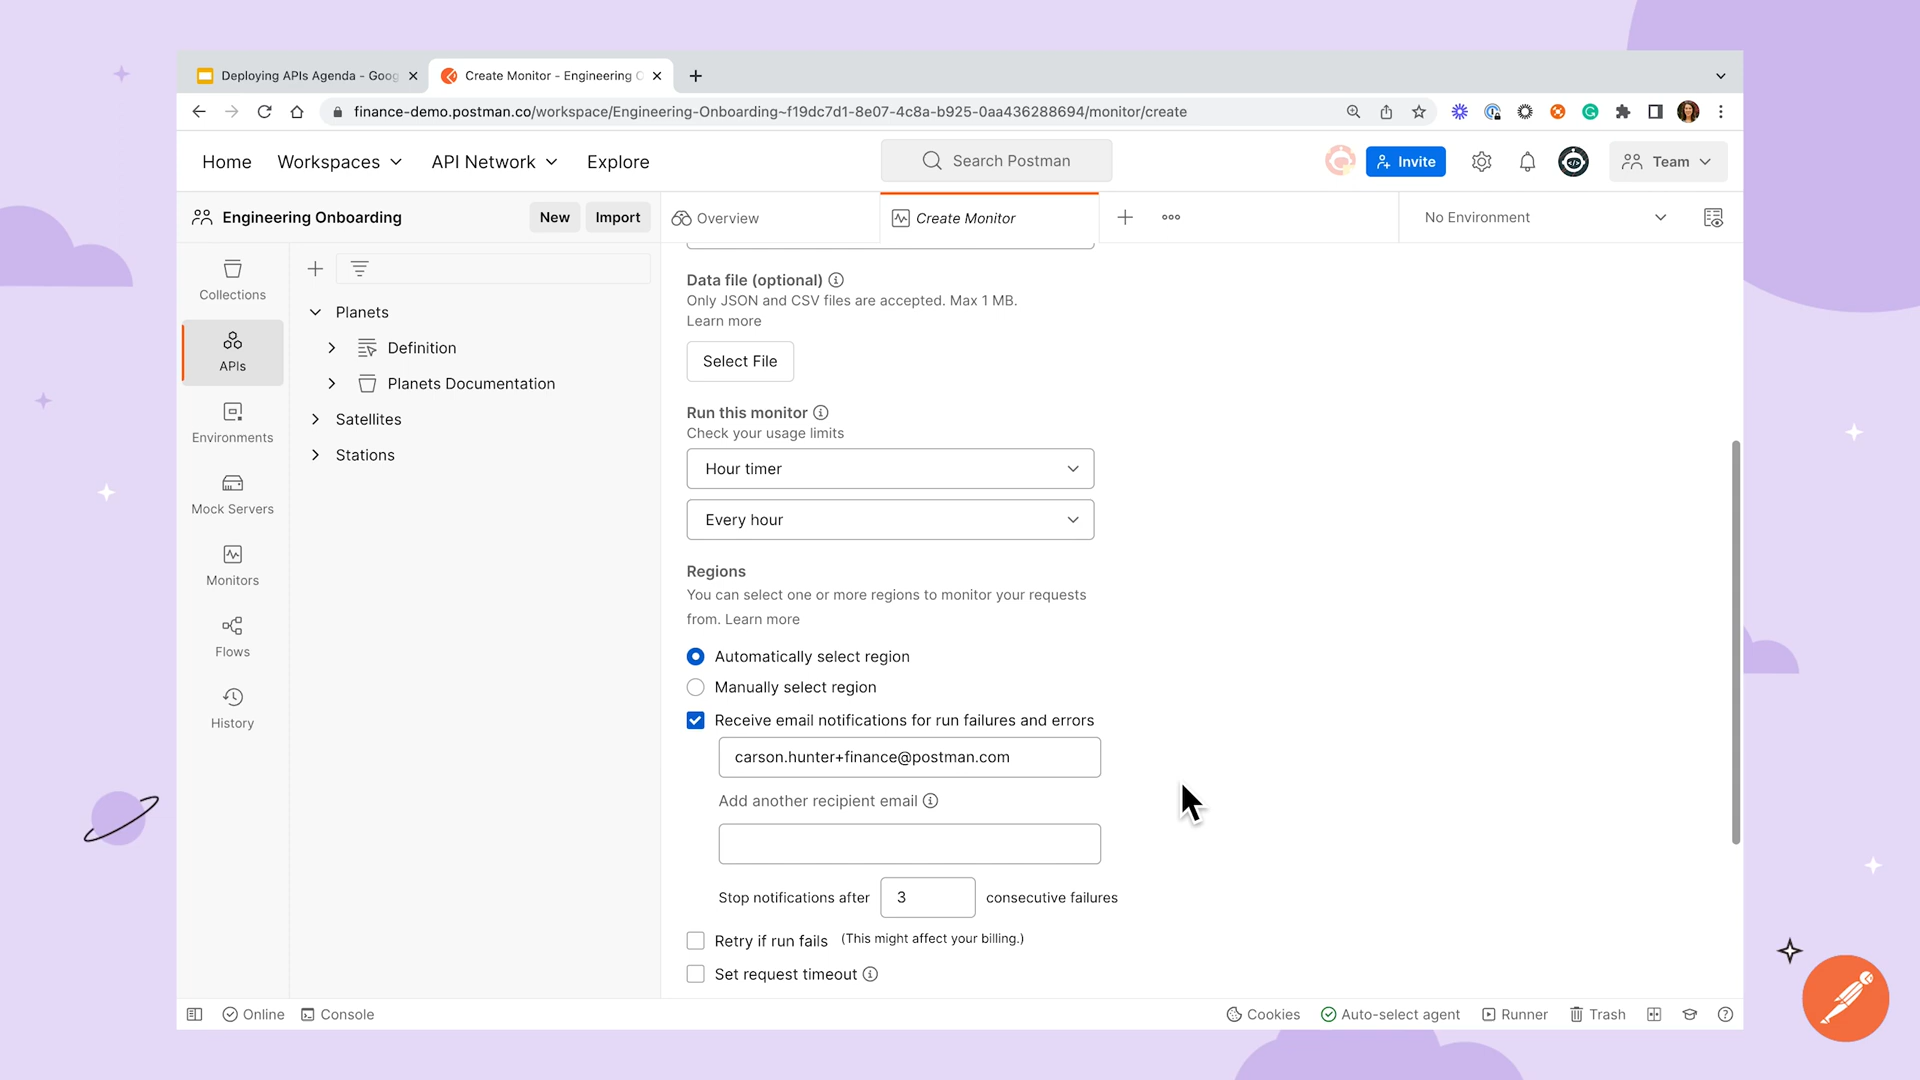 Deploying APIs Agenda - Goog
Create Monitor - Engineering O
finance-demo.postman.co/workspace/Engineering-Onboarding~f19dc7d1-8e07-4c8a-b925-0aa436288694/monitor/create
Home
Workspaces
API Network
Explore
Search Postman
Invite
Team
Engineering Onboarding
New
Import
Overview
Create Monitor
No Environment
Collections
APIs
Environments
Mock Servers
Monitors
Flows
History
Planets
Definition
Planets Documentation
Satellites
Stations
Data file (optional)
Only JSON and CSV files are accepted. Max 1 MB.
Learn more
Select File
Run this monitor
Check your usage limits
Hour timer
Every hour
Regions
You can select one or more regions to monitor your requests
from. Learn more
Automatically select region
Manually select region
Receive email notifications for run failures and errors
carson.hunter+finance@postman.com
Add another recipient email
Stop notifications after 3 consecutive failures
Retry if run fails (This might affect your billing.)
Set request timeout
Online
Console
Cookies
Auto-select agent
Runner
Trash